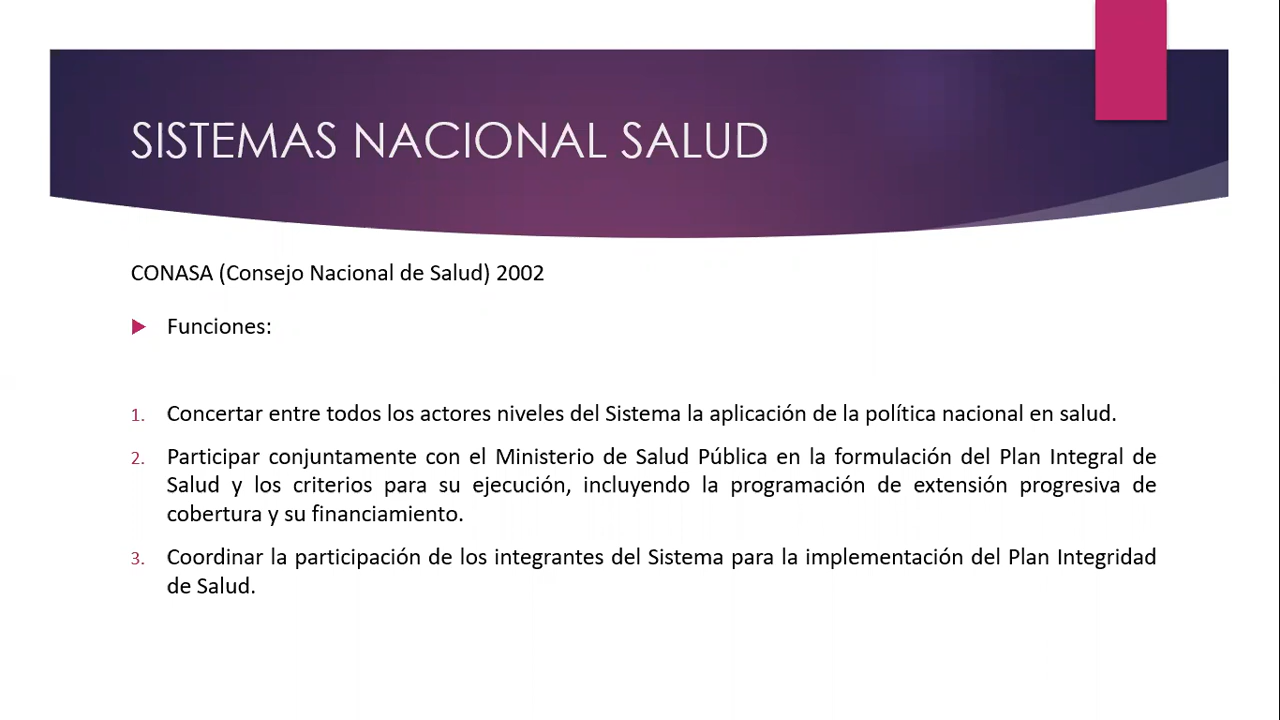 SISTEMAS NACIONAL SALUD
CONASA (Consejo Nacional de Salud) 2002
Funciones:
1. Concertar entre todos los actores niveles del Sistema la aplicación de la política nacional en salud.
2. Participar conjuntamente con el Ministerio de Salud Pública en la formulación del Plan Integral de
Salud y los criterios para su ejecución, incluyendo la programación de extensión progresiva de
cobertura y su financiamiento.
3. Coordinar la participación de los integrantes del Sistema para la implementación del Plan Integridad
de Salud.